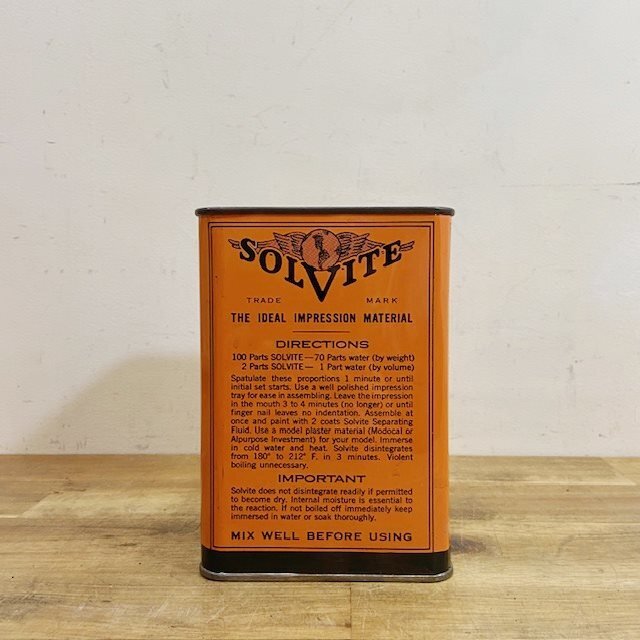 SOLVITE
TRADE MARK
THE IDEAL IMPRESSION MATERIAL
DIRECTIONS
100 Parts SOLVITE—70 Parts water (by weight)
2 Parts SOLVITE— 1 Part water (by volume)
Spatulate these proportions 1 minute or until
initial set starts. Use a well polished impression
tray for ease in assembling. Leave the impression
in the mouth 3 to 4 minutes (no longer) or until
finger nail leaves no indentation. Assemble at
once and paint with 2 coats Solvite Separating
Fluid. Use a model plaster material (Modocal or
Alpurpose Investment) for your model. Immerse
in cold water and heat. Solvite disintegrates
from 180° to 212° F. in 3 minutes. Violent
boiling unnecessary.
IMPORTANT
Solvite does not disintegrate readily if permitted
to become dry. Internal moisture is essential to
the reaction. If not boiled off immediately keep
immersed in water or soak thoroughly.
MIX WELL BEFORE USING